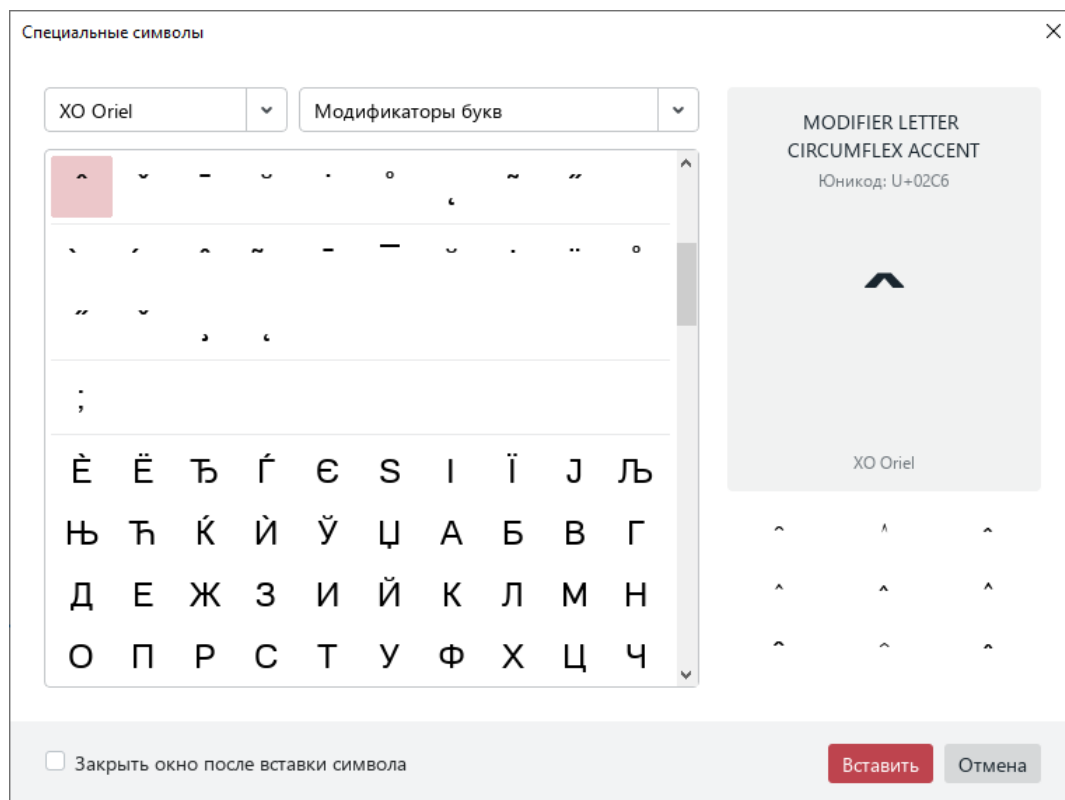 Специальные символы
XO Oriel
Модификаторы букв
ˆ ˇ ˉ ˘ ˙ ˚ ˛ ˜ ˝
;
Ѐ Ё Ђ Ѓ Є Ѕ І Ї Ј Љ
Њ Ћ Ќ Ѝ Ў Џ А Б В Г
Д Е Ж З И Й К Л М Н
О П Р С Т У Ф Х Ц Ч
MODIFIER LETTER
CIRCUMFLEX ACCENT
Юникод: U+02C6
ˆ
XO Oriel
Закрыть окно после вставки символа
Вставить
Отмена